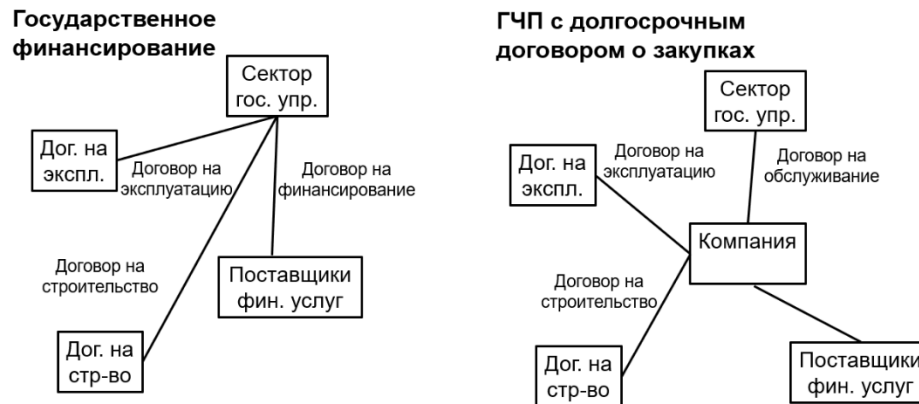 Государственное
финансирование
Сектор
гос. упр.
Дог. на
экспл.
Договор на
эксплуатацию
Договор на
финансирование
Договор на
строительство
Поставщики
фин. услуг
Дог. на
стр-во
ГЧП с долгосрочным
договором о закупках
Сектор
гос. упр.
Дог. на
экспл.
Договор на
эксплуатацию
Договор на
обслуживание
Компания
Договор на
строительство
Дог. на
стр-во
Поставщики
фин. услуг